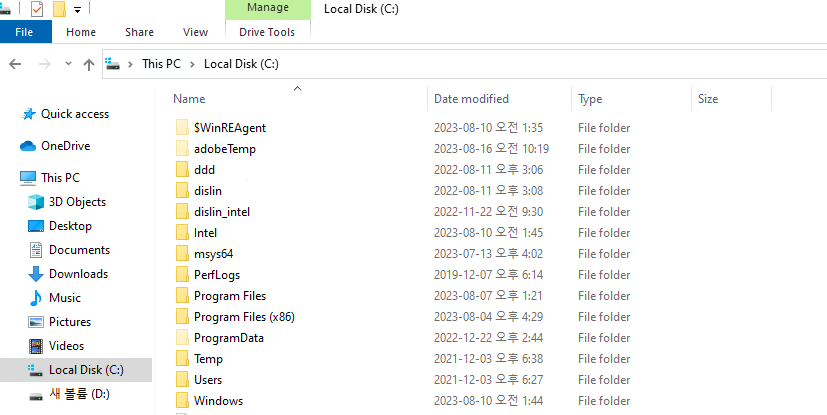 Manage Local Disk (C:)
File Home Share View Drive Tools
This PC Local Disk (C:)
Name Date modified Type Size
Quick access
OneDrive
This PC
3D Objects
Desktop
Documents
Downloads
Music
Pictures
Videos
Local Disk (C:)
새 볼륨 (D:)
$WinREAgent 2023-08-10 오전 1:35 File folder
adobeTemp 2023-08-16 오전 10:19 File folder
ddd 2022-08-11 오후 3:06 File folder
dislin 2022-08-11 오후 3:08 File folder
dislin_intel 2022-11-22 오전 9:30 File folder
Intel 2023-08-10 오전 1:45 File folder
msys64 2023-07-13 오후 4:02 File folder
PerfLogs 2019-12-07 오후 6:14 File folder
Program Files 2023-08-07 오후 1:21 File folder
Program Files (x86) 2023-08-04 오후 4:29 File folder
ProgramData 2022-12-22 오후 2:44 File folder
Temp 2021-12-03 오후 6:38 File folder
Users 2021-12-03 오후 6:27 File folder
Windows 2023-08-10 오전 1:44 File folder